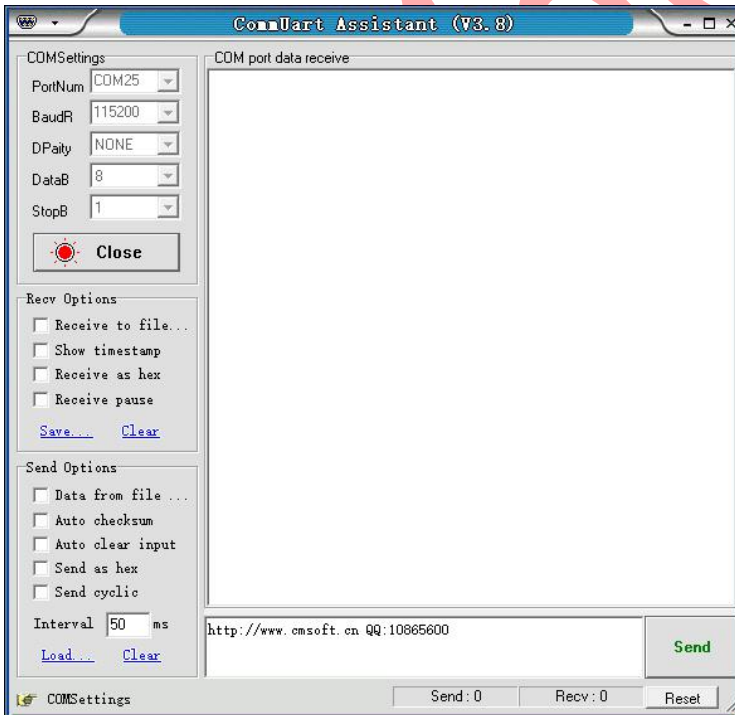 CommUart Assistant (V3.8)
COMSettings
PortNum COM25
BaudR 115200
DPaity NONE
DataB 8
StopB 1
Close
Recv Options
Receive to file...
Show timestamp
Receive as hex
Receive pause
Save... Clear
Send Options
Data from file ...
Auto checksum
Auto clear input
Send as hex
Send cyclic
Interval 50 ms
Load... Clear
COM port data receive
http://www.cmsoft.cn QQ:10865600
Send
COMSettings
Send:0
Recv:0
Reset